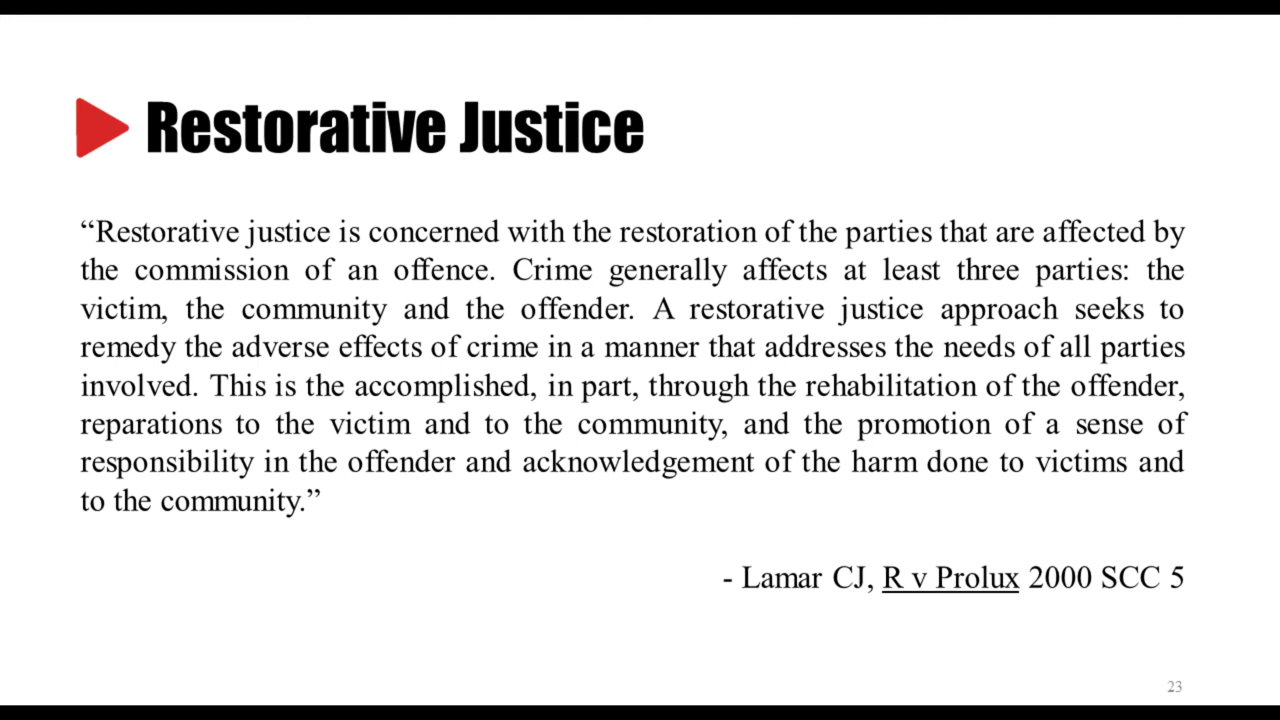 Restorative Justice
“Restorative justice is concerned with the restoration of the parties that are affected by
the commission of an offence. Crime generally affects at least three parties: the
victim, the community and the offender. A restorative justice approach seeks to
remedy the adverse effects of crime in a manner that addresses the needs of all parties
involved. This is the accomplished, in part, through the rehabilitation of the offender,
reparations to the victim and to the community, and the promotion of a sense of
responsibility in the offender and acknowledgement of the harm done to victims and
to the community.”
- Lamar CJ, R v Prolux 2000 SCC 5
23